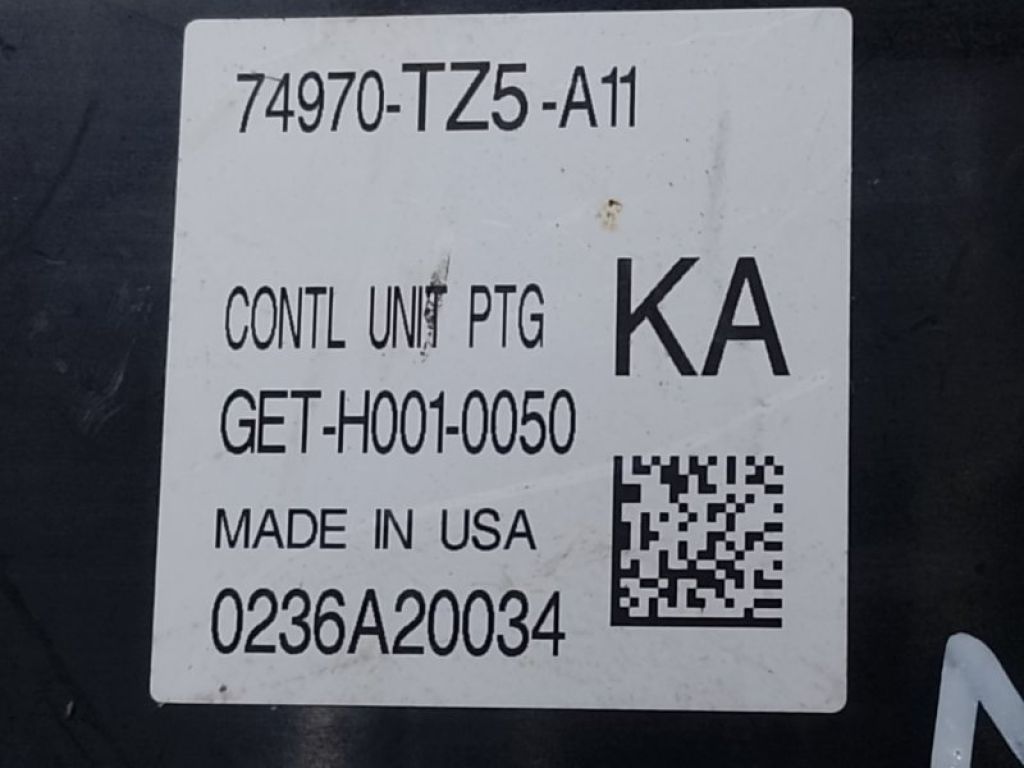 74970-TZ5-A11
CONTL UNIT PTG
KA
GET-H001-0050
MADE IN USA
0236A20034